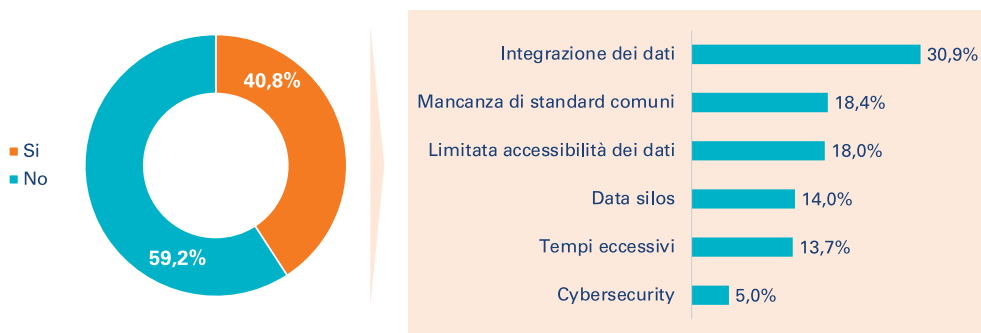 40,8%
59,2%
Si
No
Integrazione dei dati 30,9%
Mancanza di standard comuni 18,4%
Limitata accessibilità dei dati 18,0%
Data silos 14,0%
Tempi eccessivi 13,7%
Cybersecurity 5,0%